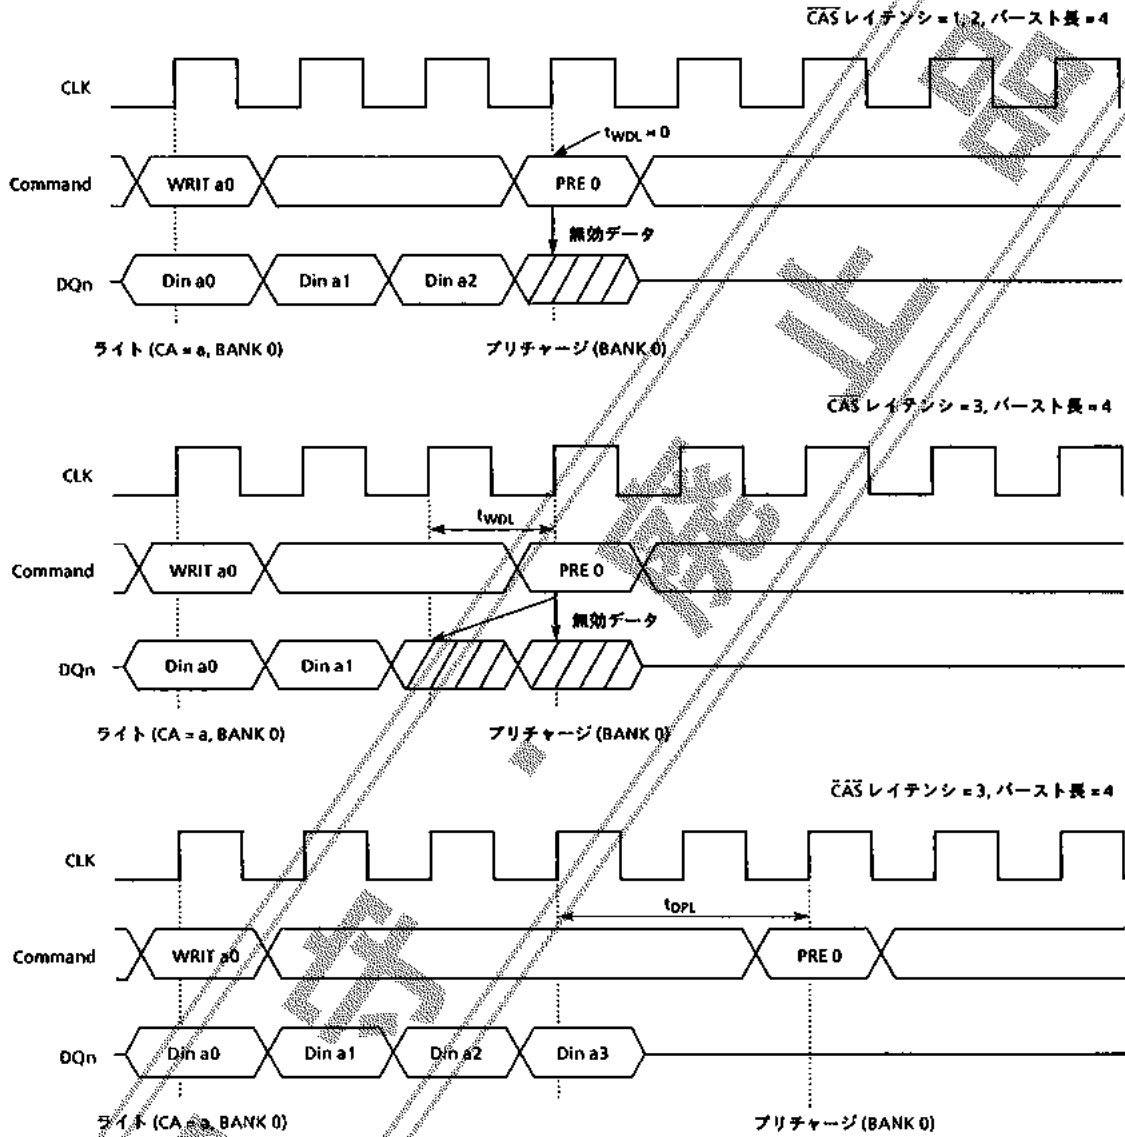 CAS レイテンシ = 1, 2, バースト長 = 4
CLK
tWDL = 0
Command WRIT a0 PRE 0
無効データ
DQn Din a0 Din a1 Din a2
ライト (CA = a, BANK 0) プリチャージ (BANK 0)
CAS レイテンシ = 3, バースト長 = 4
CLK
tWDL
Command WRIT a0 PRE 0
無効データ
DQn Din a0 Din a1
ライト (CA = a, BANK 0) プリチャージ (BANK 0)
CAS レイテンシ = 3, バースト長 = 4
CLK
tDPL
Command WRIT a0 PRE 0
DQn Din a0 Din a1 Din a2 Din a3
ライト (CA = a, BANK 0) プリチャージ (BANK 0)
廃止品